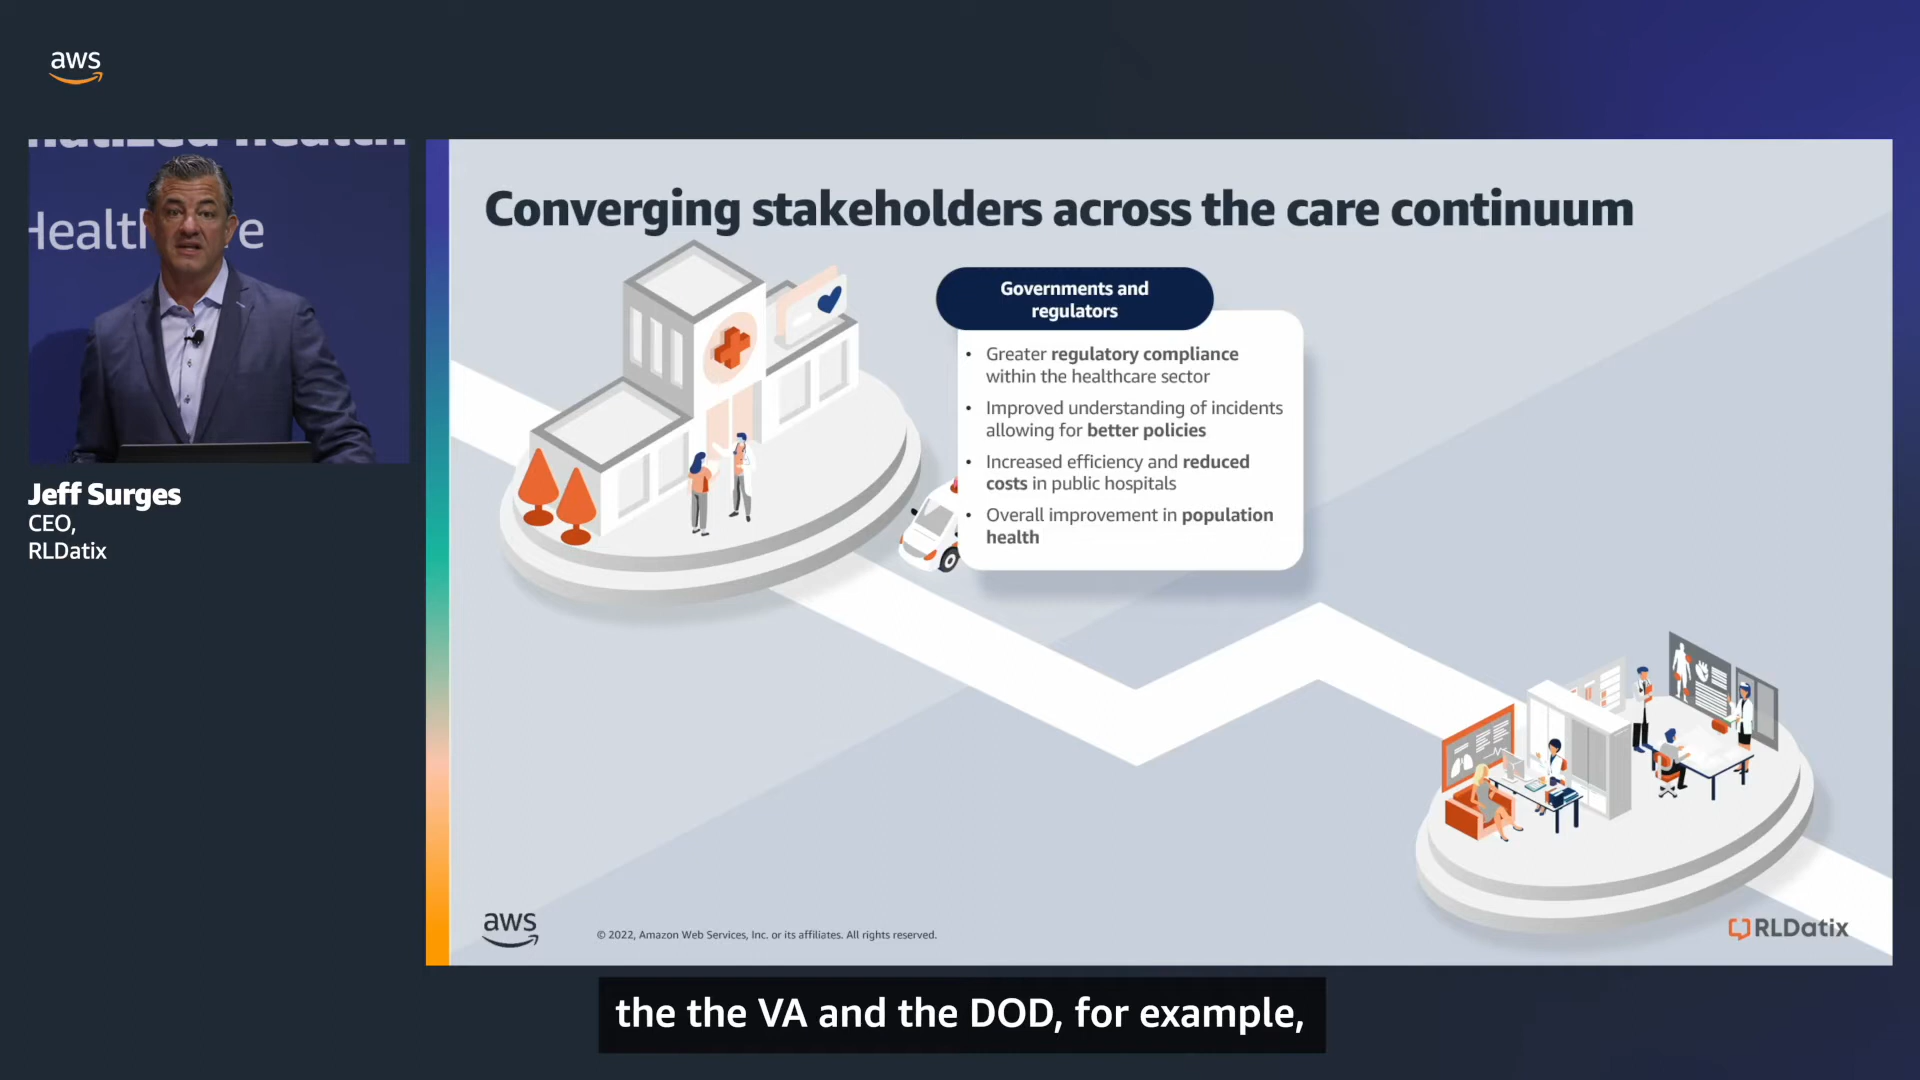 aws
Health re
Jeff Surges
CEO,
RLDatix
Converging stakeholders across the care continuum
Governments and
regulators
• Greater regulatory compliance
within the healthcare sector
• Improved understanding of incidents
allowing for better policies
• Increased efficiency and reduced
costs in public hospitals
• Overall improvement in population
health
aws
© 2022, Amazon Web Services, Inc. or its affiliates. All rights reserved.
RLDatix
the the VA and the DOD, for example,